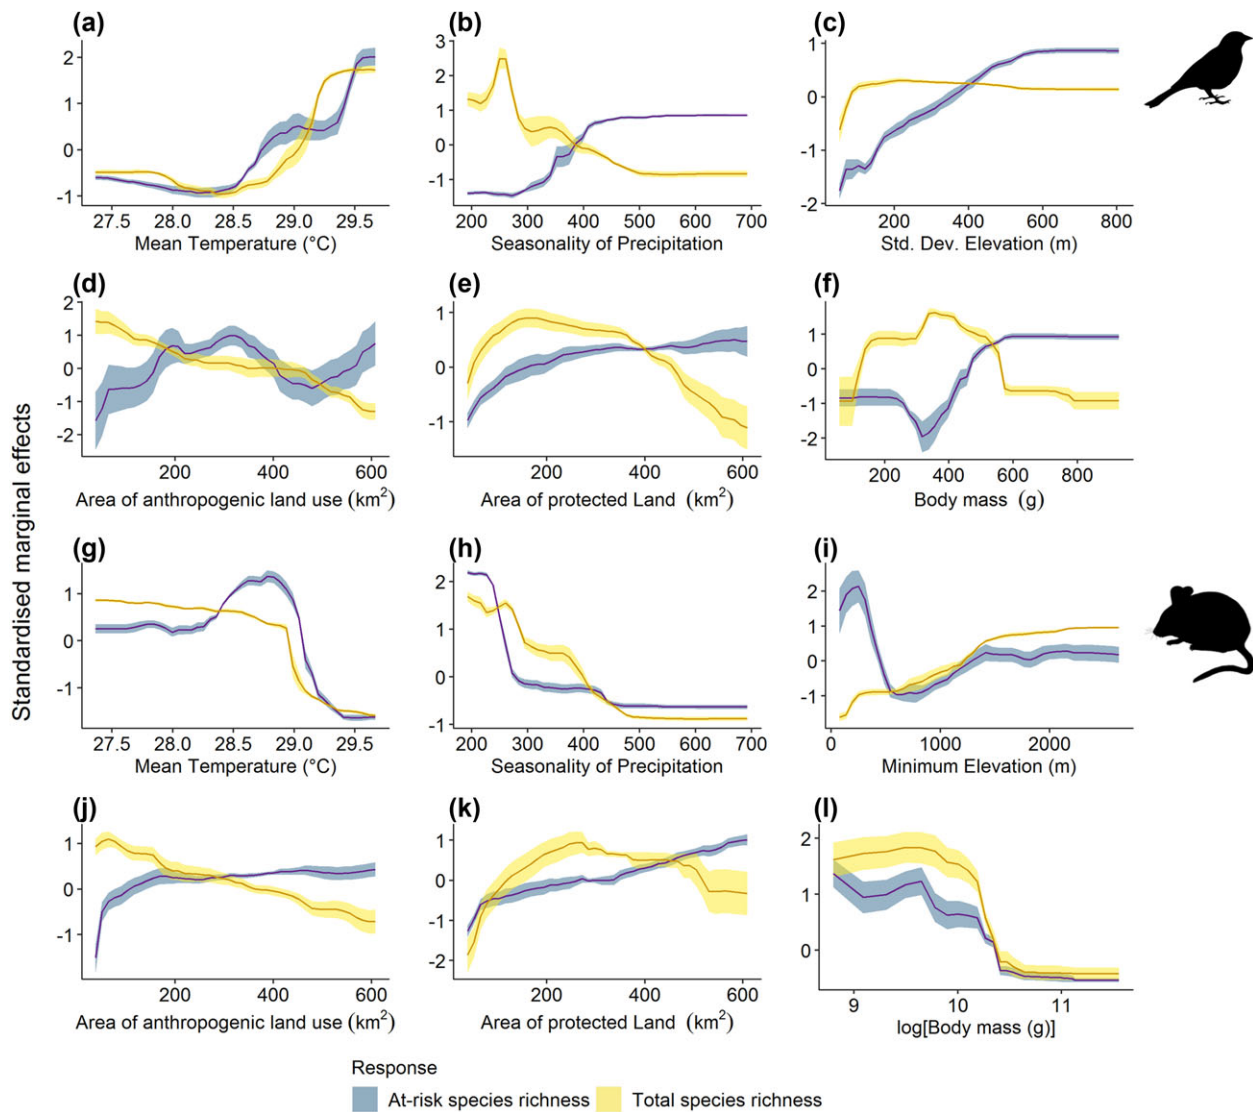 (a)
2
1
0
-1
27.5 28.0 28.5 29.0 29.5
Mean Temperature (°C)
(b)
3
2
1
0
-1
200 300 400 500 600 700
Seasonality of Precipitation
(c)
1
0
-1
-2
200 400 600 800
Std. Dev. Elevation (m)
(d)
2
1
0
-1
-2
200 400 600
Area of anthropogenic land use (km²)
(e)
1
0
-1
200 400 600
Area of protected Land (km²)
(f)
1
0
-1
-2
200 400 600 800
Body mass (g)
Standardised marginal effects
(g)
1
0
-1
27.5 28.0 28.5 29.0 29.5
Mean Temperature (°C)
(h)
2
1
0
-1
200 300 400 500 600 700
Seasonality of Precipitation
(i)
2
1
0
-1
0 1000 2000
Minimum Elevation (m)
(j)
1
0
-1
200 400 600
Area of anthropogenic land use (km²)
(k)
1
0
-1
-2
200 400 600
Area of protected Land (km²)
(l)
2
1
0
9 10 11
log[Body mass (g)]
Response
At-risk species richness Total species richness